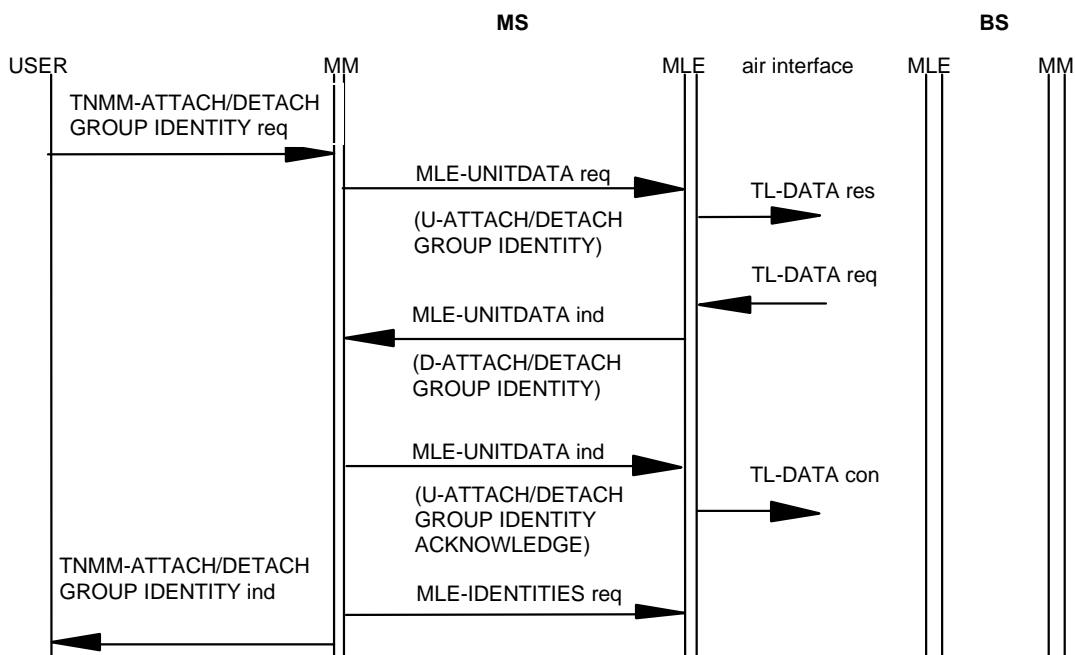 MS BS
USER MM MLE air interface MLE MM
TNMM-ATTACH/DETACH
GROUP IDENTITY req
MLE-UNITDATA req
TL-DATA res
(U-ATTACH/DETACH
GROUP IDENTITY)
TL-DATA req
MLE-UNITDATA ind
(D-ATTACH/DETACH
GROUP IDENTITY)
MLE-UNITDATA ind
TL-DATA con
(U-ATTACH/DETACH
GROUP IDENTITY
ACKNOWLEDGE)
TNMM-ATTACH/DETACH
GROUP IDENTITY ind
MLE-IDENTITIES req